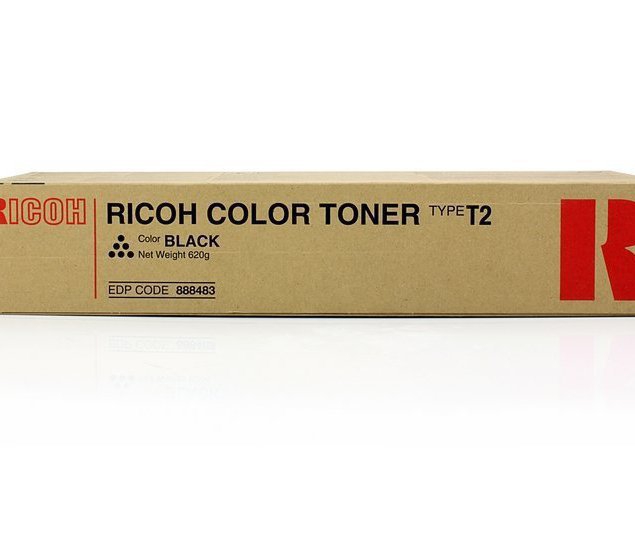 RICOH
RICOH COLOR TONER TYPE T2
Color BLACK
Net Weight 620g
EDP CODE 888483
R